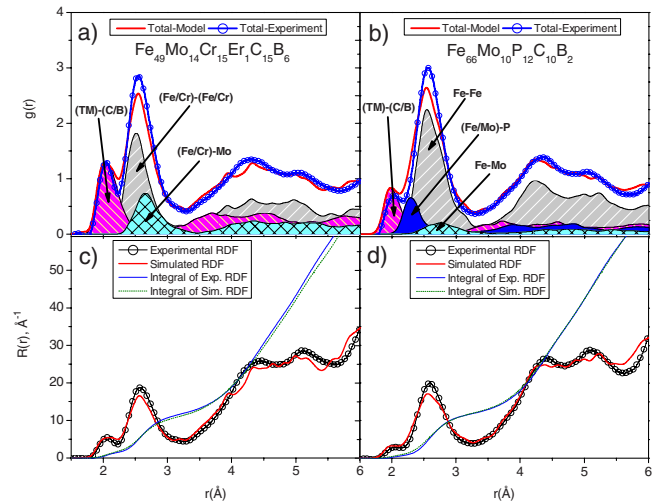 Total-Model Total-Experiment
Total-Model Total-Experiment
a) Fe49Mo14Cr15Er1C15B6
b) Fe66Mo10P12C10B2
g(r)
4
3
2
1
0
(TM)-(C/B)
(Fe/Cr)-(Fe/Cr)
(Fe/Cr)-Mo
(TM)-(C/B)
Fe-Fe
(Fe/Mo)-P
Fe-Mo
c)
Experimental RDF
Simulated RDF
Integral of Exp. RDF
Integral of Sim. RDF
d)
Experimental RDF
Simulated RDF
Integral of Exp. RDF
Integral of Sim. RDF
R(r), Å-1
50
40
30
20
10
0
2 3 4 5 6
2 3 4 5 6
r(Å)
r(Å)